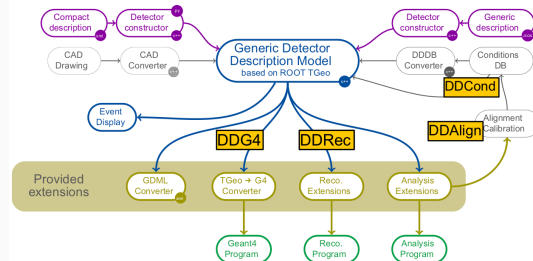 Compact
description
xml
Detector
constructor
PY
c++
Detector
constructor
c++
Generic
description
CAD
Drawing
CAD
Converter
c++
Generic Detector
Description Model
based on ROOT TGeo
c++
DDDB
Converter
c++
Conditions
DB
DDCond
Event
Display
DDG4
DDRec
DDAlign
Alignment
Calibration
Provided
extensions
GDML
Converter
TGeo → G4
Converter
Reco.
Extensions
Analysis
Extensions
Geant4
Program
Reco.
Program
Analysis
Program